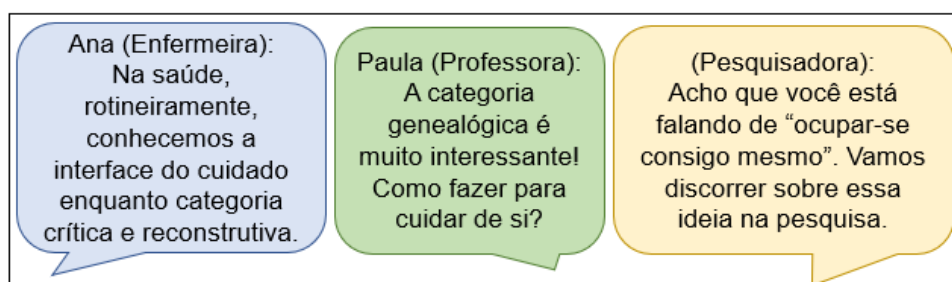 Ana (Enfermeira):
Na saúde,
rotineiramente,
conhecemos a
interface do cuidado
enquanto categoria
crítica e reconstrutiva.
Paula (Professora):
A categoria
genealógica é
muito interessante!
Como fazer para
cuidar de si?
(Pesquisadora):
Acho que você está
falando de “ocupar-se
consigo mesmo”. Vamos
discorrer sobre essa
ideia na pesquisa.